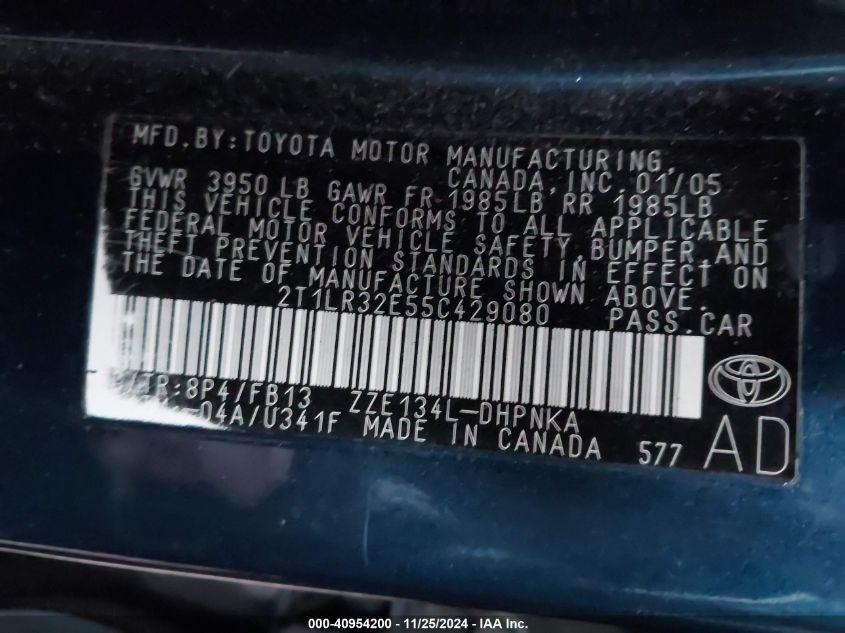 MFD.BY:TOYOTA MOTOR MANUFACTURING,
CANADA,INC. 01/05
GVWR 3950 LB GAWR FR 1985LB RR 1985LB
THIS VEHICLE CONFORMS TO ALL APPLICABLE
FEDERAL MOTOR VEHICLE SAFETY,BUMPER,AND
THEFT PREVENTION STANDARDS IN EFFECT ON
THE DATE OF MANUFACTURE SHOWN ABOVE.
2T1LR32E55C429080 PASS.CAR
/TR:8P4/FB13 ZZE134L-DHPNKA
-04A/U341F MADE IN CANADA 577 AD
000-40954200 - 11/25/2024 - IAA Inc.